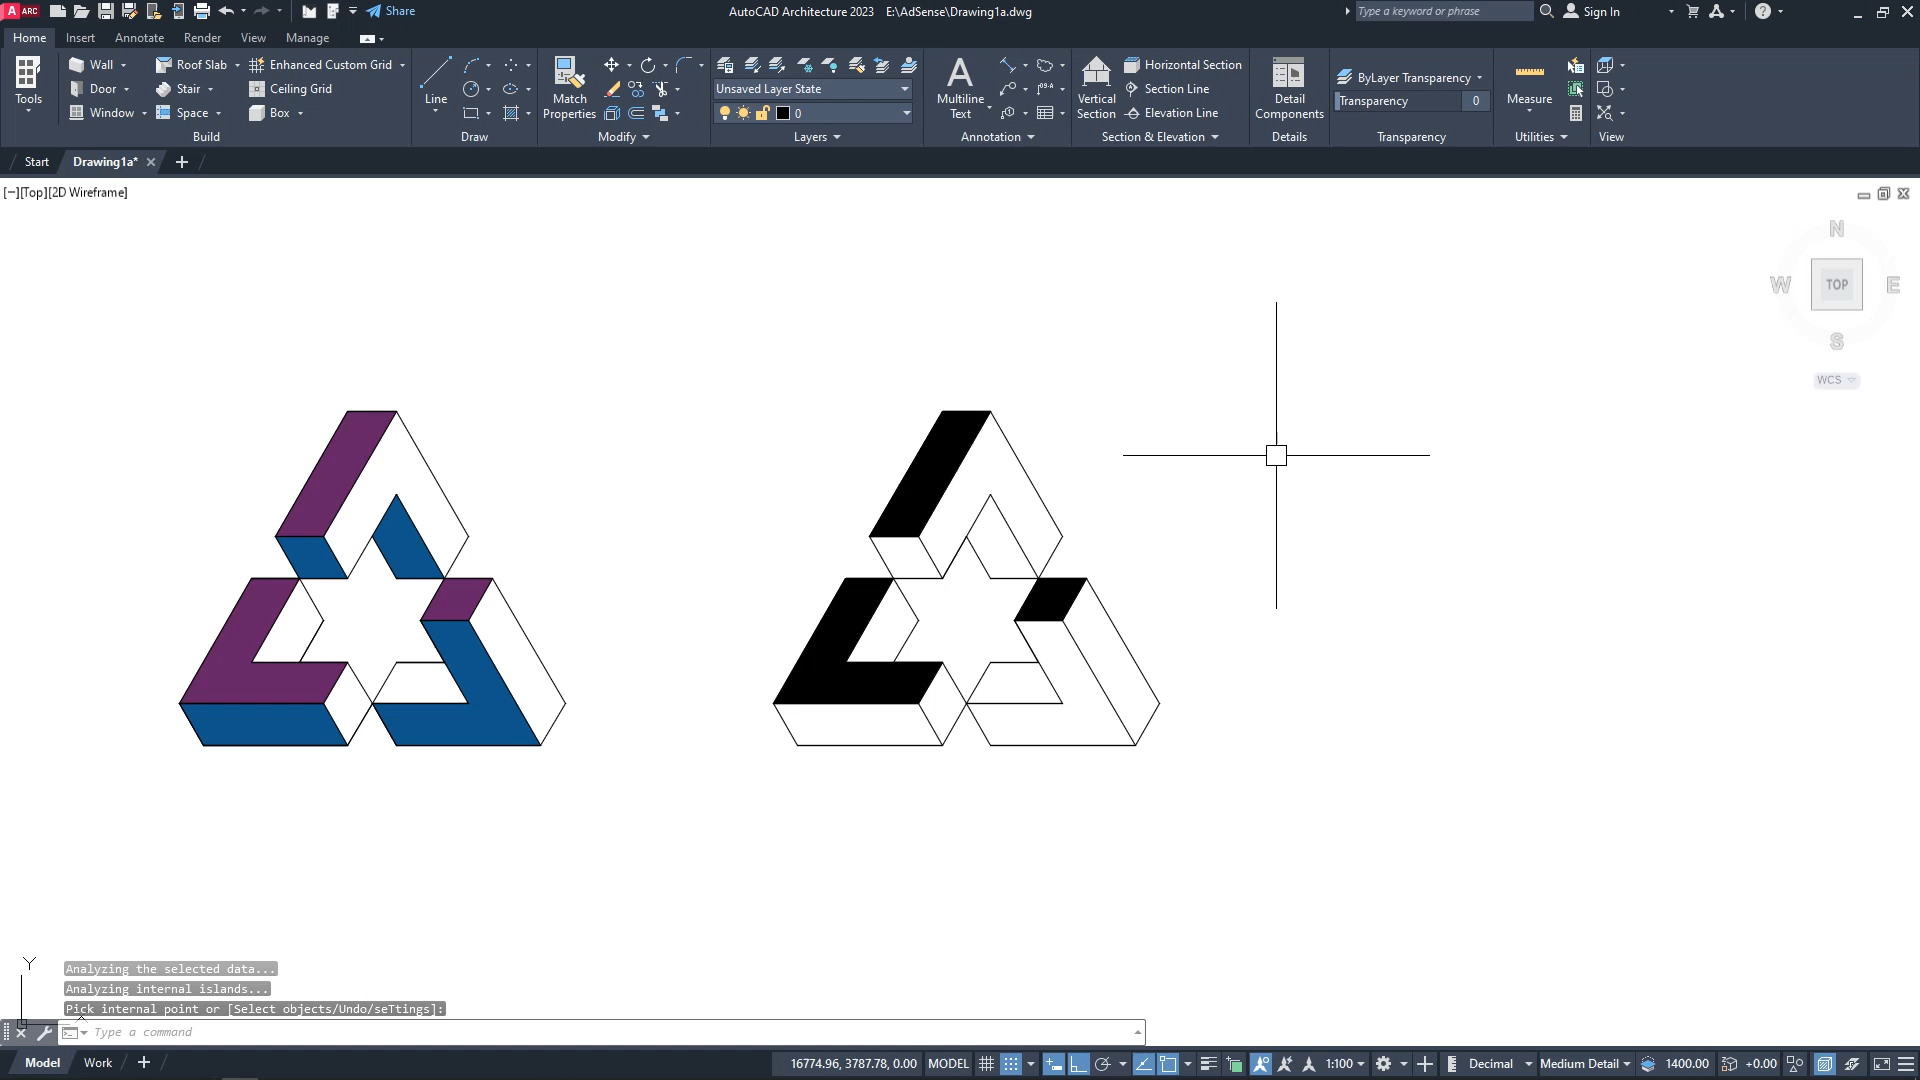 A ARC Share AutoCAD Architecture 2023 E:\AdSense\Drawing1a.dwg Type a keyword or phrase Sign In ?
Home Insert Annotate Render View Manage
Tools
Wall Roof Slab Enhanced Custom Grid
Door Stair Ceiling Grid
Window Space Box
Build
Line
Draw
Match
Properties
Modify
Unsaved Layer State
0
Layers
A
Multiline
Text
Annotation
Vertical
Section
Horizontal Section
Section Line
Elevation Line
Section & Elevation
Detail
Components
Details
ByLayer Transparency
Transparency 0
Transparency
Measure
Utilities
View
Start Drawing1a* +
[−][Top][2D Wireframe]
N
W TOP E
S
WCS
Y
Analyzing the selected data...
Analyzing internal islands...
Pick internal point or [Select objects/Undo/seTtings]:
Type a command
Model Work + 16774.96, 3787.78, 0.00 MODEL 1:100 Decimal Medium Detail 1400.00 +0.00